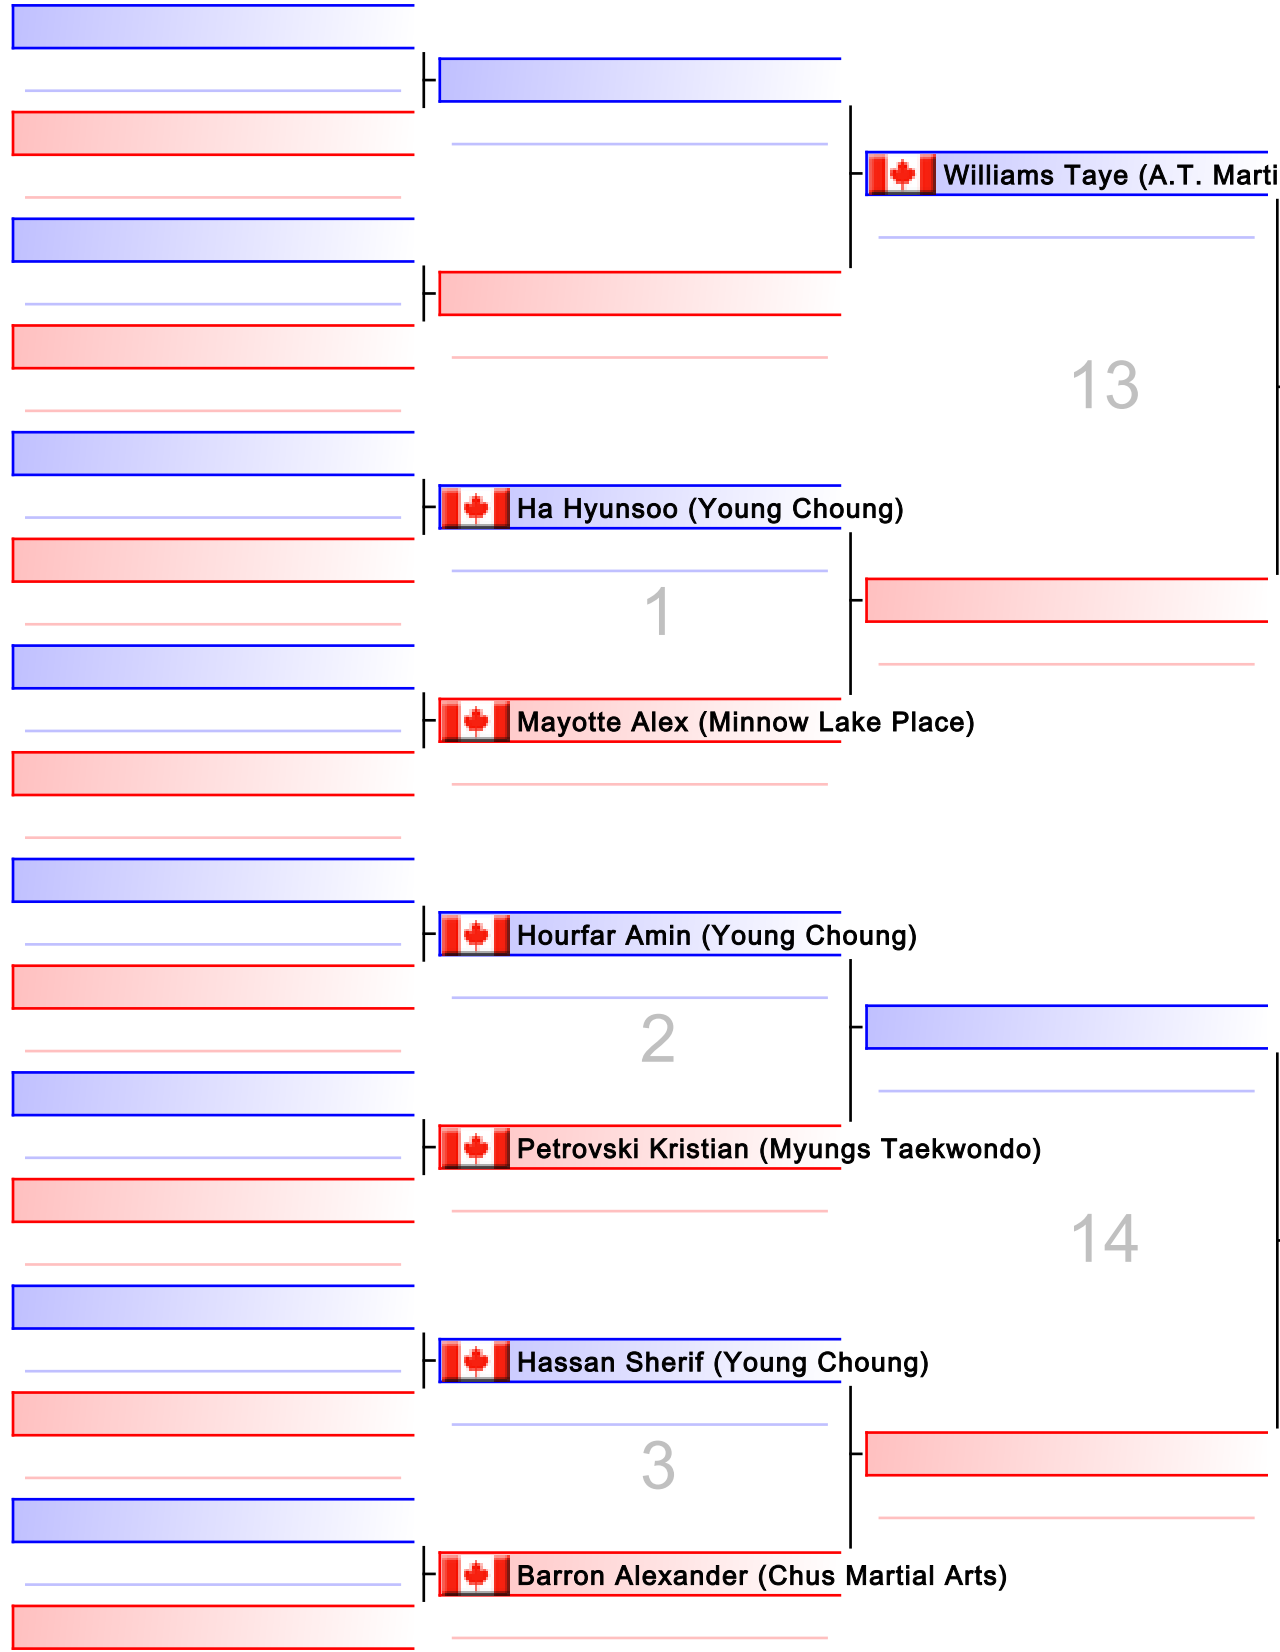 Williams Taye (A.T. Marti
13
Ha Hyunsoo (Young Choung)
1
Mayotte Alex (Minnow Lake Place)
Hourfar Amin (Young Choung)
2
Petrovski Kristian (Myungs Taekwondo)
14
Hassan Sherif (Young Choung)
3
Barron Alexander (Chus Martial Arts)